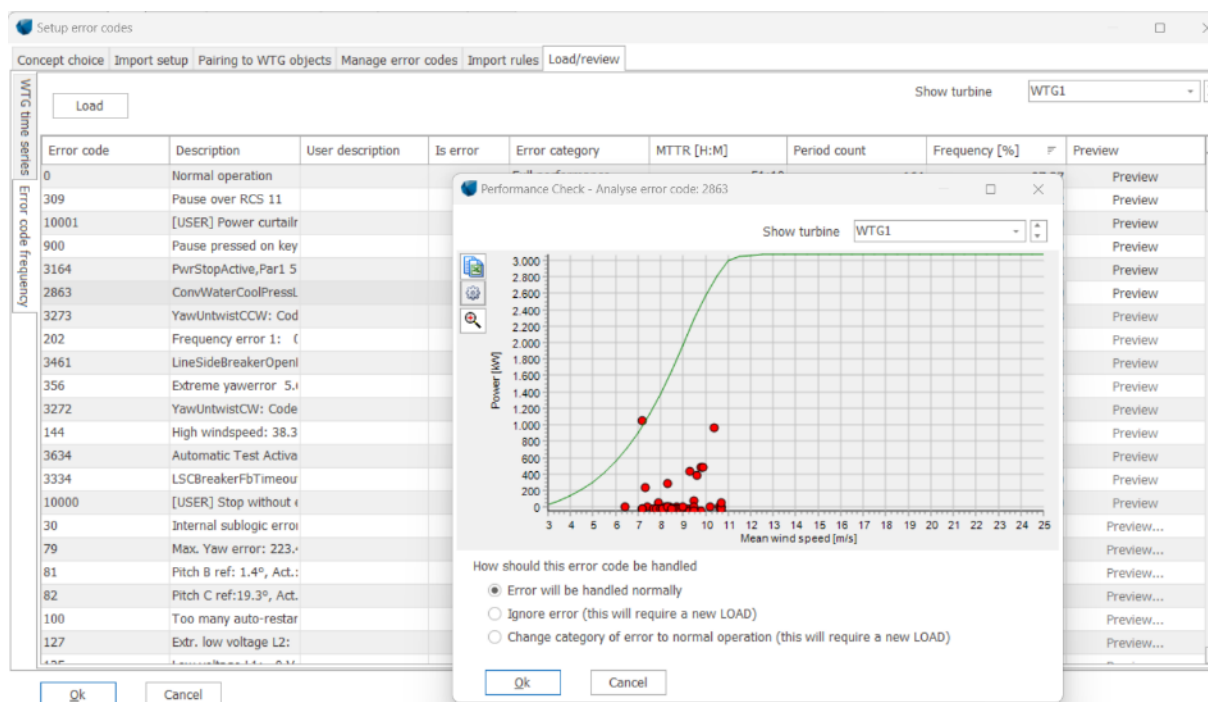 Setup error codes
Concept choice Import setup Pairing to WTG objects Manage error codes Import rules Load/review
WTG time series
Error code frequency
Load
Show turbine WTG1
Error code Description User description Is error Error category MTTR [H:M] Period count Frequency [%] Preview
0 Normal operation Preview
309 Pause over RCS 11 Preview
10001 [USER] Power curtailr Preview
900 Pause pressed on key Preview
3164 PwrStopActive,Par1 5 Preview
2863 ConvWaterCoolPressL Preview
3273 YawUntwistCCW: Cod Preview
202 Frequency error 1: Preview
3461 LineSideBreakerOpen Preview
356 Extreme yawerror 5. Preview
3272 YawUntwistCW: Code Preview
144 High windspeed: 38.3 Preview
3634 Automatic Test Activa Preview
3334 LSCBreakerFbTimeou Preview
10000 [USER] Stop without Preview
30 Internal sublogic erro Preview...
79 Max. Yaw error: 223. Preview...
81 Pitch B ref: 1.4°, Act.: Preview...
82 Pitch C ref:19.3°, Act. Preview...
100 Too many auto-restar Preview...
127 Extr. low voltage L2: Preview...
Ok Cancel
Performance Check - Analyse error code: 2863
Show turbine WTG1
Power [kW]
3.000
2.800
2.600
2.400
2.200
2.000
1.800
1.600
1.400
1.200
1.000
800
600
400
200
0
3 4 5 6 7 8 9 10 11 12 13 14 15 16 17 18 19 20 21 22 23 24 25
Mean wind speed [m/s]
How should this error code be handled
Error will be handled normally
Ignore error (this will require a new LOAD)
Change category of error to normal operation (this will require a new LOAD)
Ok Cancel